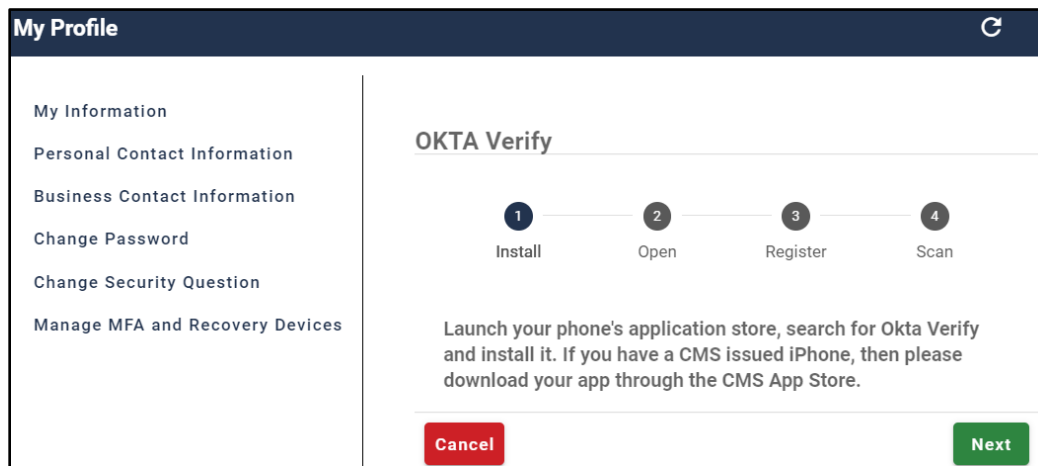 My Profile
My Information
Personal Contact Information
Business Contact Information
Change Password
Change Security Question
Manage MFA and Recovery Devices
OKTA Verify
1
2
3
4
Install
Open
Register
Scan
Launch your phone's application store, search for Okta Verify
and install it. If you have a CMS issued iPhone, then please
download your app through the CMS App Store.
Cancel
Next